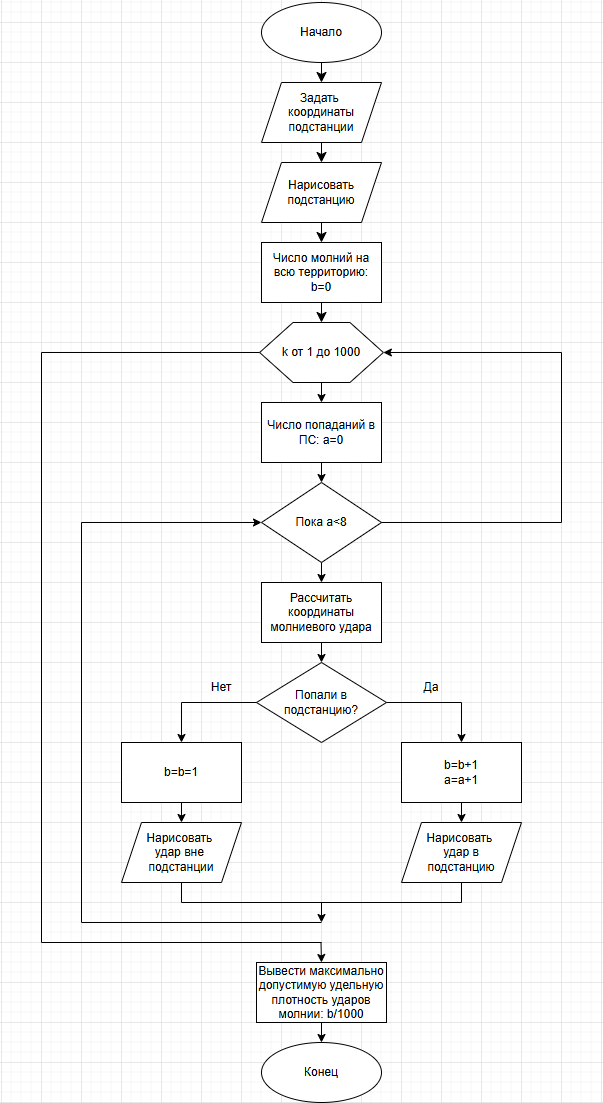 Начало
Задать
координаты
подстанции
Нарисовать
подстанцию
Число молний на
всю территорию:
b=0
k от 1 до 1000
Число попаданий в
ПС: a=0
Пока a<8
Рассчитать
координаты
молниевого удара
Попали в
подстанцию?
Нет
Да
b=b=1
b=b+1
a=a+1
Нарисовать
удар вне
подстанции
Нарисовать
удар в
подстанцию
Вывести максимально
допустимую удельную
плотность ударов
молнии: b/1000
Конец